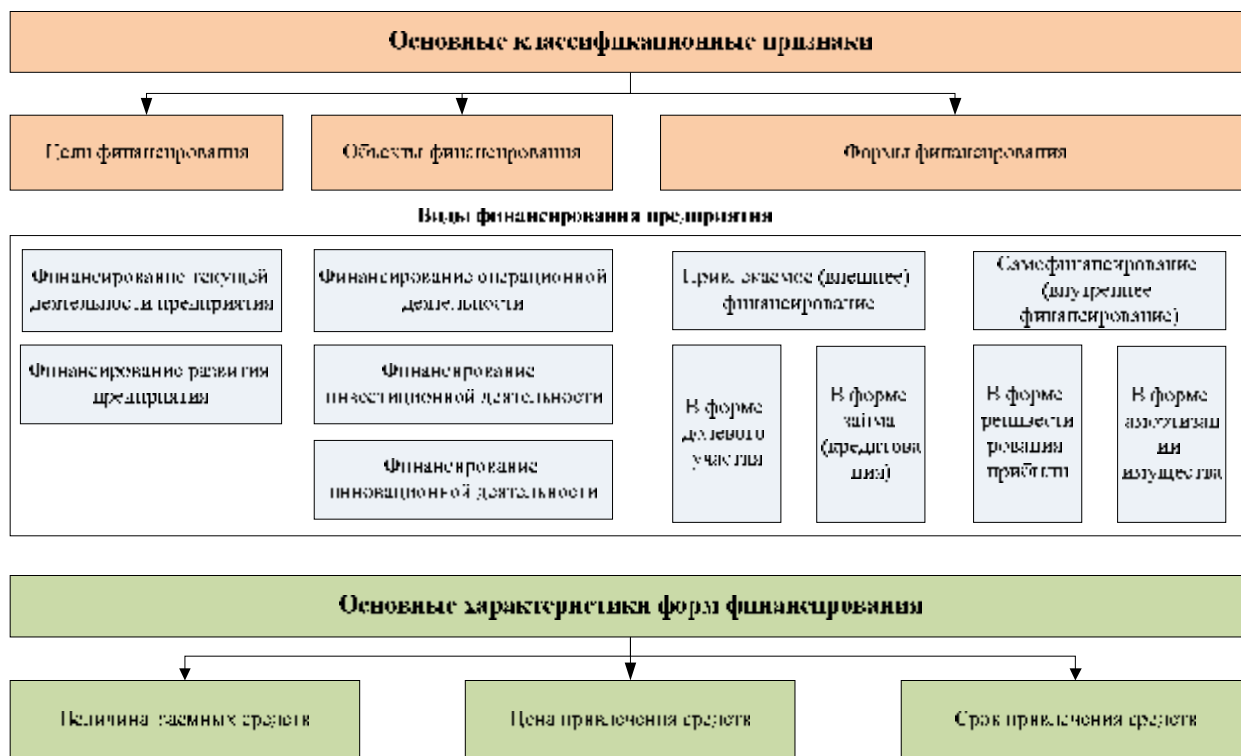 Основные классификационные признаки
Цели финансирования
Объекты финансирования
Формы финансирования
Виды финансирования предприятия
Финансирование текущей
деятельности предприятия
Финансирование операционной
деятельности
Привлекаемое (внешнее)
финансирование
Самофинансирование
(внутреннее
финансирование)
Финансирование развития
предприятия
Финансирование
инвестиционной деятельности
Финансирование
инновационной деятельности
В форме
долевого
участия
В форме
займа
(кредитова
ния)
В форме
реинвести
рования
прибыли
В форме
амортизац
ии
имущества
Основные характеристики форм финансирования
Величина заемных средств
Цена привлечения средств
Срок привлечения средств